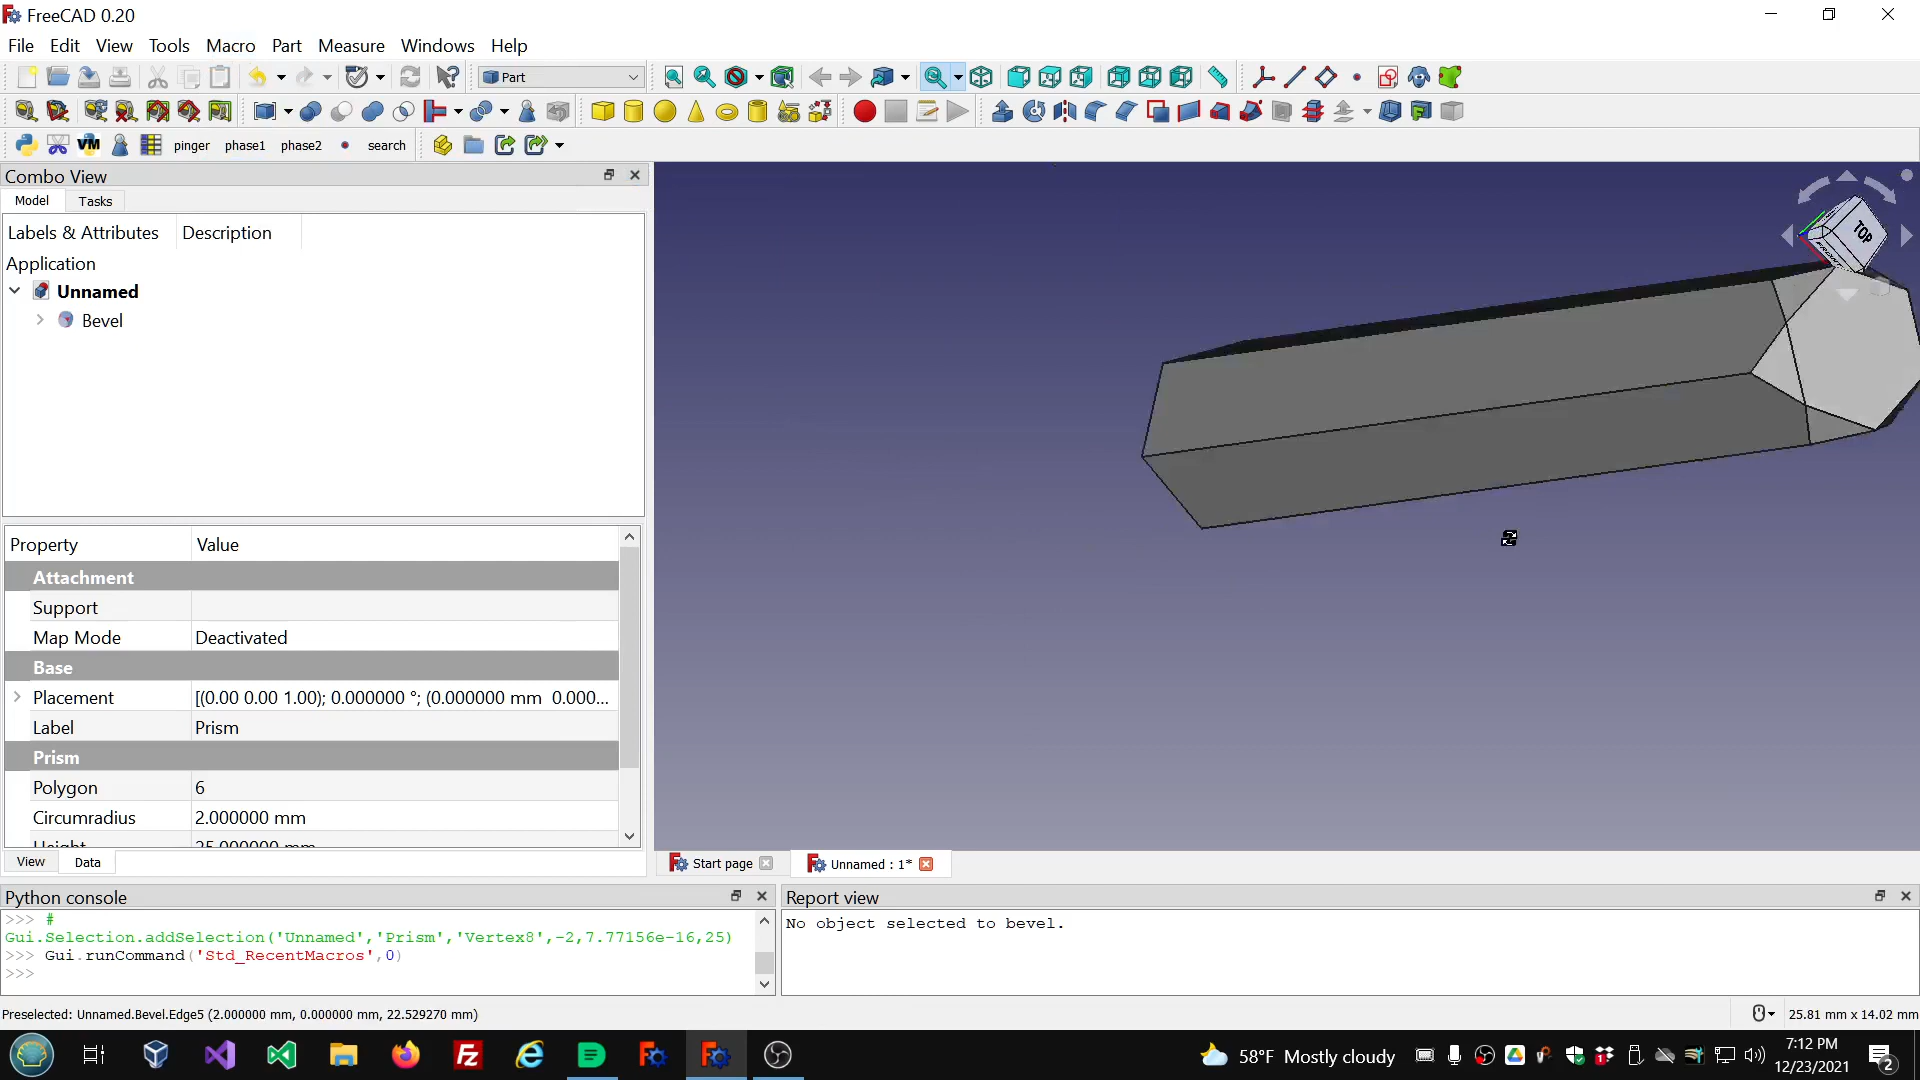 FreeCAD 0.20
File Edit View Tools Macro Part Measure Windows Help
Part
VM pinger phase1 phase2 search
Combo View
Model Tasks
Labels & Attributes Description
Application
Unnamed
Bevel
TOP
FRONT
Property Value
Attachment
Support
Map Mode Deactivated
Base
Placement [(0.00 0.00 1.00); 0.000000 °; (0.000000 mm 0.000...
Label Prism
Prism
Polygon 6
Circumradius 2.000000 mm
Height 25.000000 mm
View Data
Start page Unnamed : 1*
Python console
>>> #
Gui.Selection.addSelection('Unnamed','Prism','Vertex8',-2,7.77156e-16,25)
>>> Gui.runCommand('Std_RecentMacros',0)
>>>
Report view
No object selected to bevel.
Preselected: Unnamed.Bevel.Edge5 (2.000000 mm, 0.000000 mm, 22.529270 mm)
25.81 mm x 14.02 mm
58°F Mostly cloudy
7:12 PM
12/23/2021
2